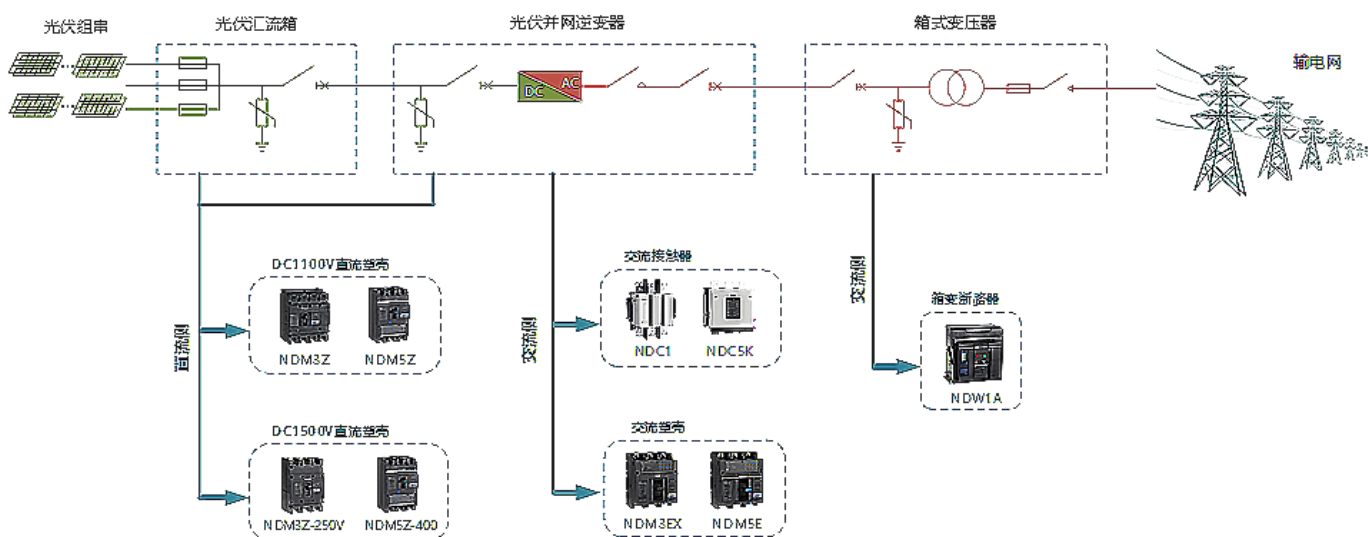 光伏组串
光伏汇流箱
光伏并网逆变器
箱式变压器
输电网
DC
AC
直流侧
DC1100V直流塑壳
NDM3Z
NDM5Z
DC1500V直流塑壳
NDM3Z-250V
NDM5Z-400
交流侧
交流接触器
NDC1
NDC5K
交流塑壳
NDM3EX
NDM5E
交流侧
箱变断路器
NDW1A